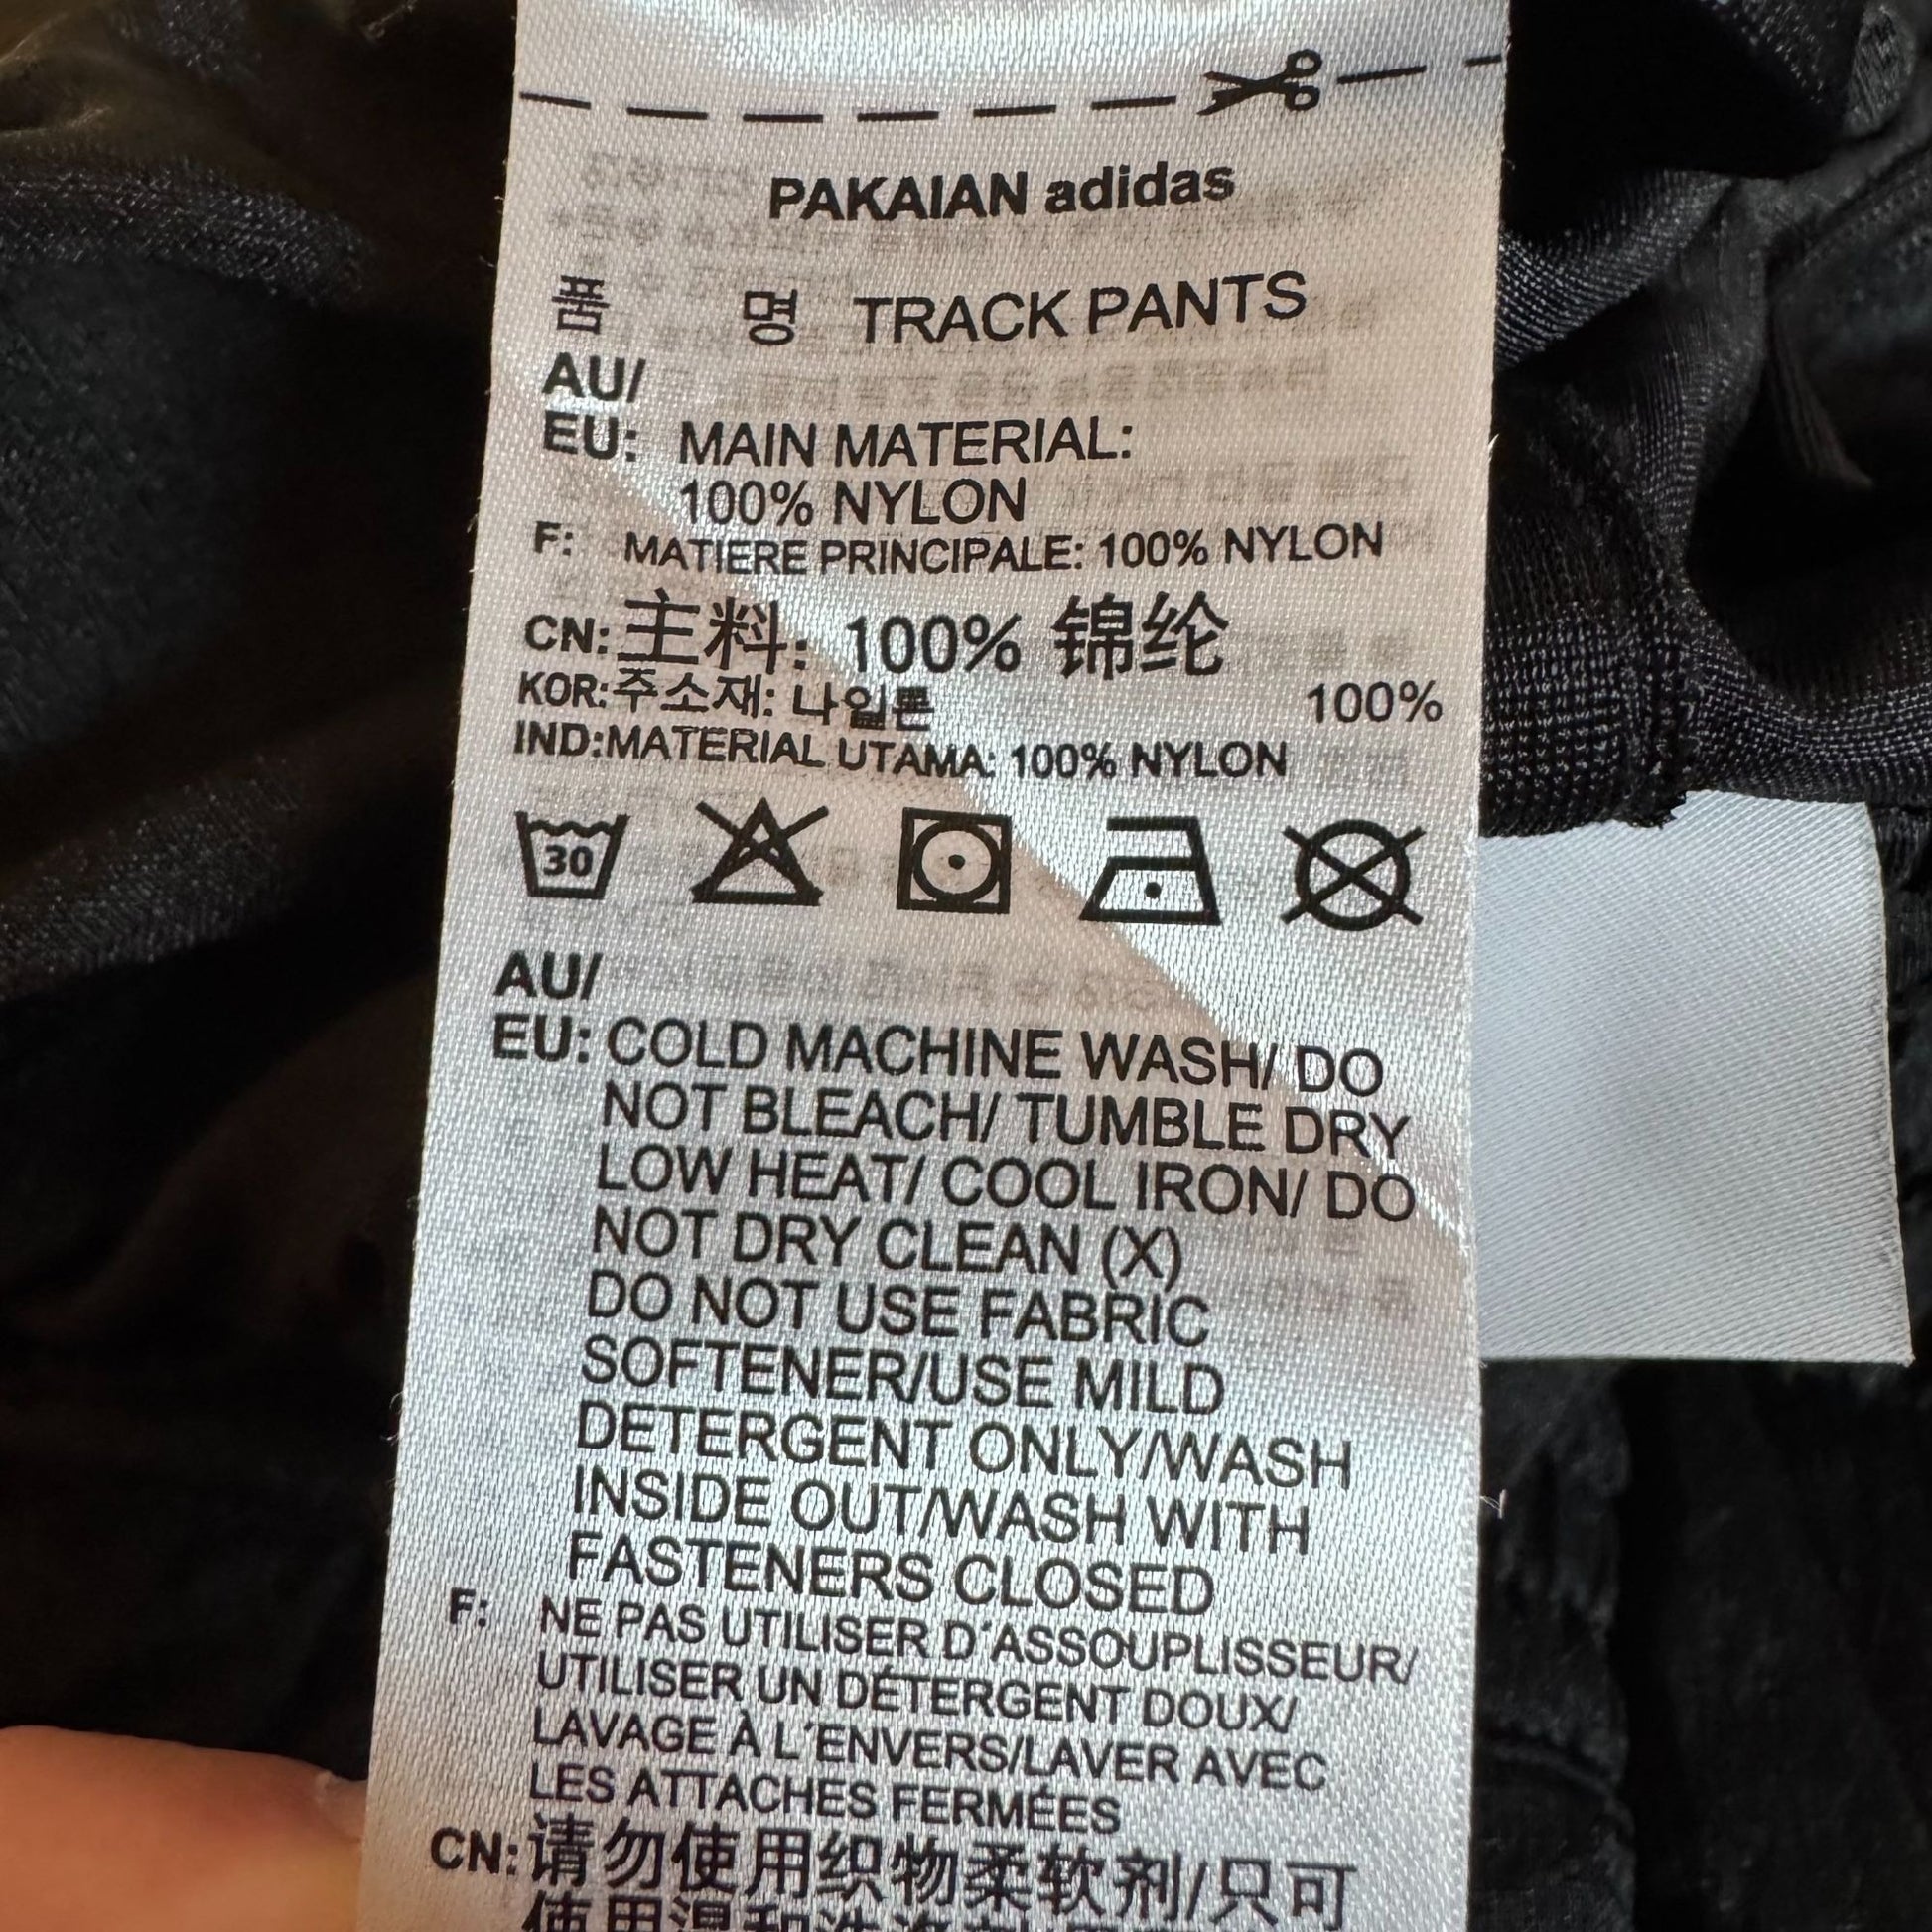 PAKAIAN adidas
품 명 TRACK PANTS
AU/
EU: MAIN MATERIAL:
100% NYLON
F: MATIERE PRINCIPALE: 100% NYLON
CN:主料: 100% 锦纶
KOR:주소재: 나일론 100%
IND:MATERIAL UTAMA: 100% NYLON
30
AU/
EU: COLD MACHINE WASH/ DO
NOT BLEACH/ TUMBLE DRY
LOW HEAT/ COOL IRON/ DO
NOT DRY CLEAN (X)
DO NOT USE FABRIC
SOFTENER/USE MILD
DETERGENT ONLY/WASH
INSIDE OUT/WASH WITH
FASTENERS CLOSED
F: NE PAS UTILISER D'ASSOUPLISSEUR/
UTILISER UN DÉTERGENT DOUX/
LAVAGE À L'ENVERS/LAVER AVEC
LES ATTACHES FERMÉES
CN:请勿使用织物柔软剂/只可